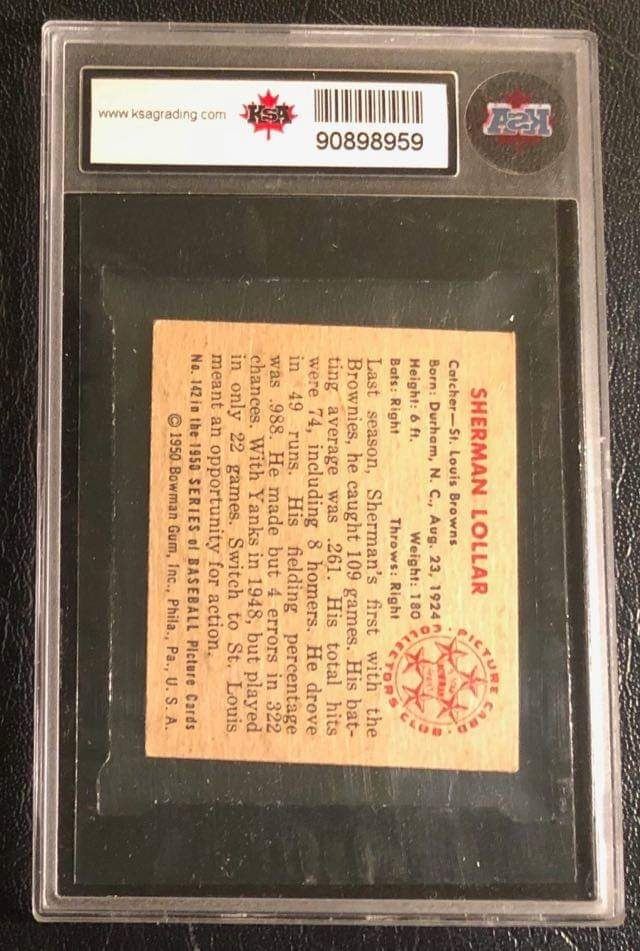 www.ksagrading.com
KSA
90898959
KSA
SHERMAN LOLLAR
Catcher—St. Louis Browns
Born: Durham, N. C., Aug. 23, 1924
Height: 6 ft. Weight: 180
Bats: Right Throws: Right
PICTURE CARD COLLECTORS CLUB
Last season, Sherman's first with the
Brownies, he caught 109 games. His bat-
ting average was .261. His total hits
were 74, including 8 homers. He drove
in 49 runs. His fielding percentage
was .988. He made but 4 errors in 322
chances. With Yanks in 1948, but played
in only 22 games. Switch to St. Louis
meant an opportunity for action.
No. 142 in the 1950 SERIES of BASEBALL Picture Cards
© 1950 Bowman Gum, Inc., Phila., Pa., U. S. A.